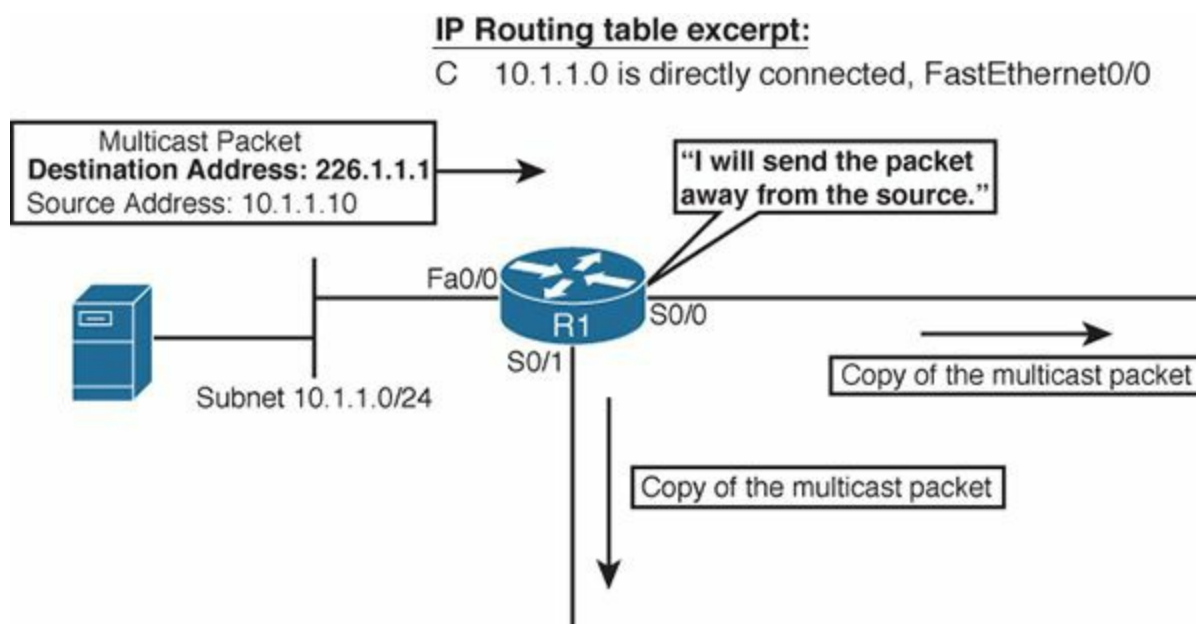 IP Routing table excerpt:
C 10.1.1.0 is directly connected, FastEthernet0/0
Multicast Packet
Destination Address: 226.1.1.1
Source Address: 10.1.1.10
“I will send the packet
away from the source.”
Fa0/0
R1
S0/0
S0/1
Subnet 10.1.1.0/24
Copy of the multicast packet
Copy of the multicast packet